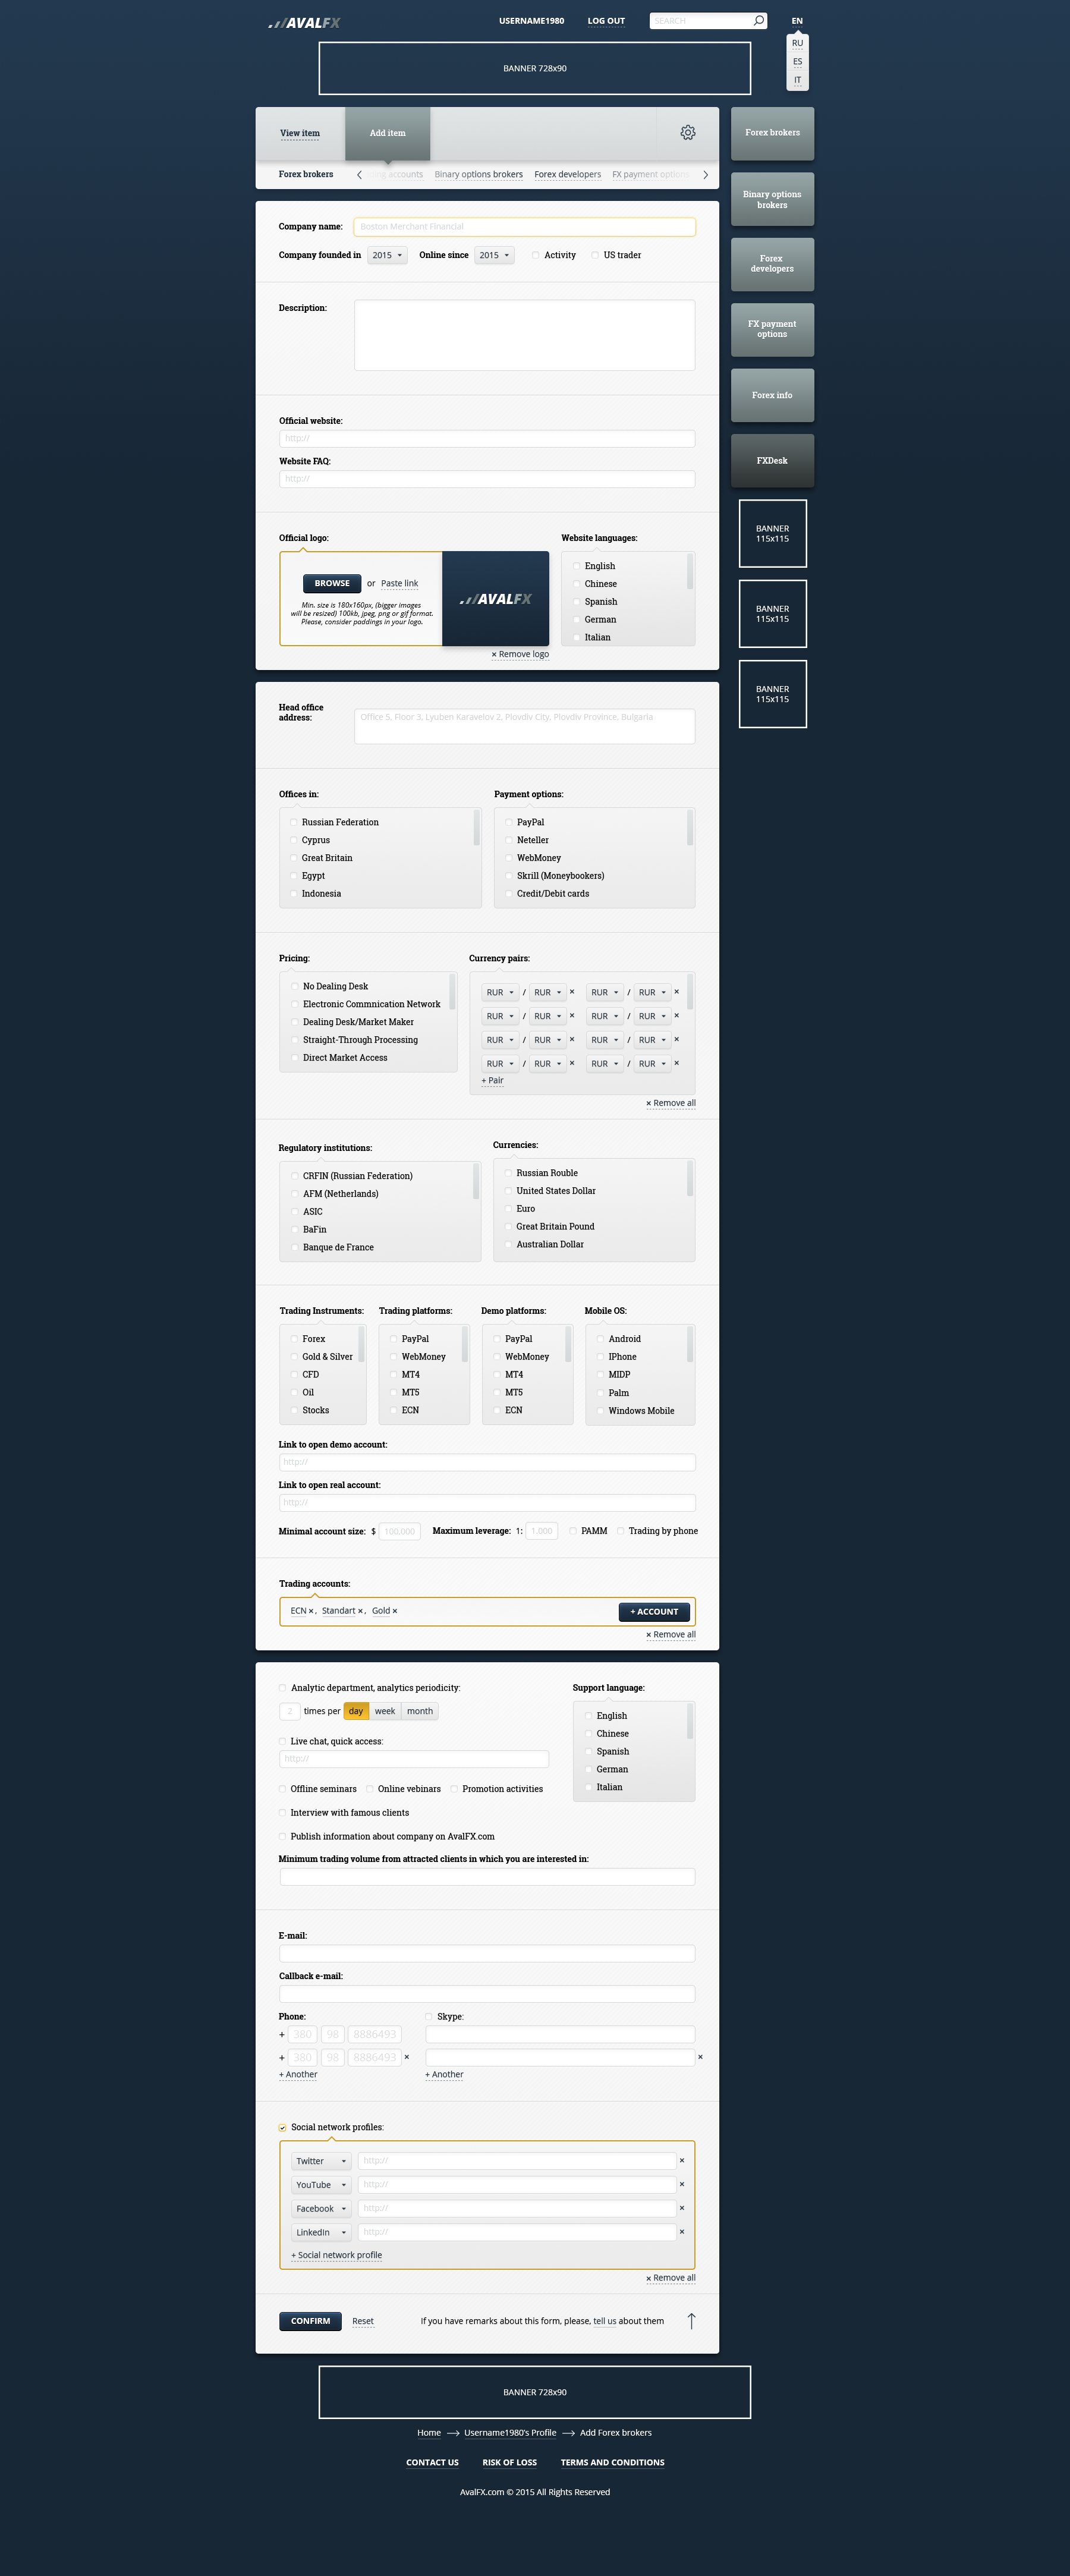 AVALFX
USERNAME1980
LOG OUT
SEARCH
EN
RU
ES
IT
BANNER 728x90
View item
Add item
Forex brokers
accounts
Binary options brokers
Forex developers
FX payment options
Forex brokers
Binary options
brokers
Forex
developers
FX payment
options
Forex info
FXDesk
BANNER
115x115
BANNER
115x115
BANNER
115x115
Company name:
Boston Merchant Financial
Company founded in
2015
Online since
2015
Activity
US trader
Description:
Official website:
http://
Website FAQ:
http://
Official logo:
BROWSE
or
Paste link
Min. size is 180x160px, (bigger images
will be resized) 100kb, jpeg, png or gif format.
Please, consider paddings in your logo.
AVALFX
× Remove logo
Website languages:
English
Chinese
Spanish
German
Italian
Head office
address:
Office 5, Floor 3, Lyuben Karavelov 2, Plovdiv City, Plovdiv Province, Bulgaria
Offices in:
Russian Federation
Cyprus
Great Britain
Egypt
Indonesia
Payment options:
PayPal
Neteller
WebMoney
Skrill (Moneybookers)
Credit/Debit cards
Pricing:
No Dealing Desk
Electronic Commnication Network
Dealing Desk/Market Maker
Straight-Through Processing
Direct Market Access
Currency pairs:
RUR / RUR × RUR / RUR ×
RUR / RUR × RUR / RUR ×
RUR / RUR × RUR / RUR ×
RUR / RUR × RUR / RUR ×
+ Pair
× Remove all
Regulatory institutions:
CRFIN (Russian Federation)
AFM (Netherlands)
ASIC
BaFin
Banque de France
Currencies:
Russian Rouble
United States Dollar
Euro
Great Britain Pound
Australian Dollar
Trading Instruments:
Forex
Gold & Silver
CFD
Oil
Stocks
Trading platforms:
PayPal
WebMoney
MT4
MT5
ECN
Demo platforms:
PayPal
WebMoney
MT4
MT5
ECN
Mobile OS:
Android
IPhone
MIDP
Palm
Windows Mobile
Link to open demo account:
http://
Link to open real account:
http://
Minimal account size: $ 100,000
Maximum leverage: 1: 1.000
PAMM
Trading by phone
Trading accounts:
ECN ×, Standart ×, Gold ×
+ ACCOUNT
× Remove all
Analytic department, analytics periodicity:
2 times per day week month
Live chat, quick access:
http://
Offline seminars
Online vebinars
Promotion activities
Interview with famous clients
Publish information about company on AvalFX.com
Support language:
English
Chinese
Spanish
German
Italian
Minimum trading volume from attracted clients in which you are interested in:
E-mail:
Callback e-mail:
Phone:
+ 380 98 8886493
+ 380 98 8886493 ×
+ Another
Skype:
×
+ Another
Social network profiles:
Twitter http:// ×
YouTube http:// ×
Facebook http:// ×
LinkedIn http:// ×
+ Social network profile
× Remove all
CONFIRM
Reset
If you have remarks about this form, please, tell us about them
BANNER 728x90
Home → Username1980's Profile → Add Forex brokers
CONTACT US
RISK OF LOSS
TERMS AND CONDITIONS
AvalFX.com © 2015 All Rights Reserved